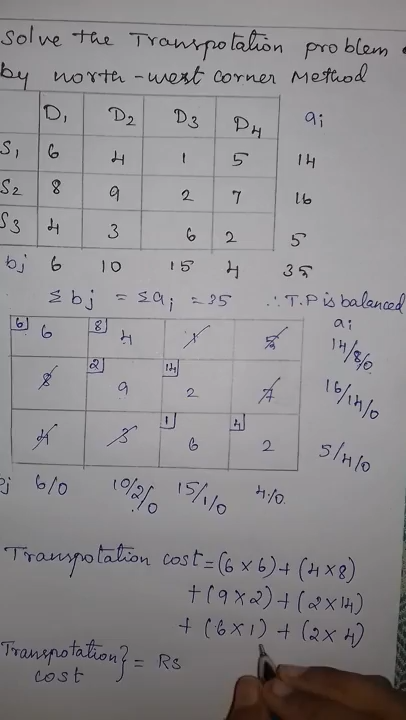 Solve the Transpotation problem
by north-west corner Method
D1 D2 D3 D4 ai
S1 6 4 1 5 14
S2 8 9 2 7 16
S3 4 3 6 2 5
bj 6 10 15 4 35
Σbj = Σai = 35 ∴ T.P is balanced
ai
6 6 8 4 1 5 14/8/0
8 2 9 14 2 7 16/14/0
4 3 1 6 4 2 5/4/0
j 6/0 10/2/0 15/1/0 4/0
Transpotation cost = (6 x 6) + (4 x 8)
+ (9 x 2) + (2 x 14)
+ (6 x 1) + (2 x 4)
Transpotation
cost } = RS